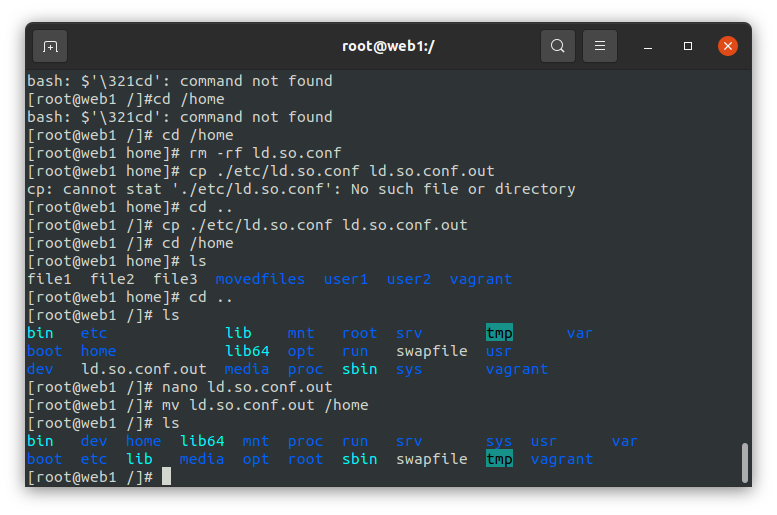 root@web1:/
bash: $'\321cd': command not found
[root@web1 /]#cd /home
bash: $'\321cd': command not found
[root@web1 /]# cd /home
[root@web1 home]# rm -rf ld.so.conf
[root@web1 home]# cp ./etc/ld.so.conf ld.so.conf.out
cp: cannot stat './etc/ld.so.conf': No such file or directory
[root@web1 home]# cd ..
[root@web1 /]# cp ./etc/ld.so.conf ld.so.conf.out
[root@web1 /]# cd /home
[root@web1 home]# ls
file1  file2  file3  movedfiles  user1  user2  vagrant
[root@web1 home]# cd ..
[root@web1 /]# ls
bin   etc             lib    mnt   root  srv       tmp      var
boot  home            lib64  opt   run   swapfile  usr
dev   ld.so.conf.out  media  proc  sbin  sys       vagrant
[root@web1 /]# nano ld.so.conf.out
[root@web1 /]# mv ld.so.conf.out /home
[root@web1 /]# ls
bin   dev  home  lib64  mnt  proc  run   srv       sys  usr      var
boot  etc  lib   media  opt  root  sbin  swapfile  tmp  vagrant
[root@web1 /]#